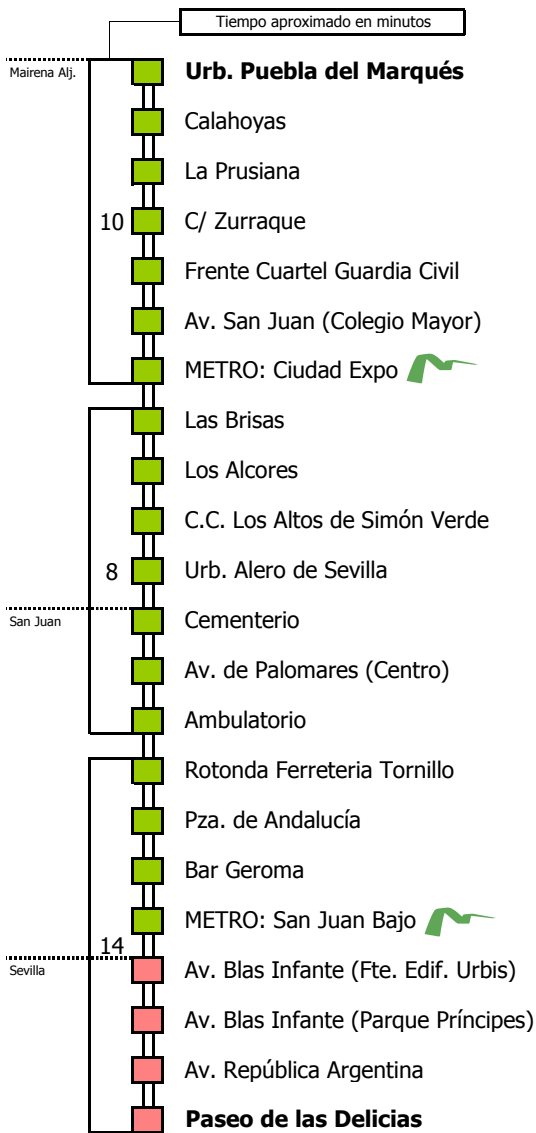 Tiempo aproximado en minutos
Mairena Alj.
Urb. Puebla del Marqués
Calahoyas
La Prusiana
10
C/ Zurraque
Frente Cuartel Guardia Civil
Av. San Juan (Colegio Mayor)
METRO: Ciudad Expo
Las Brisas
Los Alcores
C.C. Los Altos de Simón Verde
8
Urb. Alero de Sevilla
San Juan
Cementerio
Av. de Palomares (Centro)
Ambulatorio
Rotonda Ferreteria Tornillo
Pza. de Andalucía
Bar Geroma
METRO: San Juan Bajo
14
Sevilla
Av. Blas Infante (Fte. Edif. Urbis)
Av. Blas Infante (Parque Príncipes)
Av. República Argentina
Paseo de las Delicias